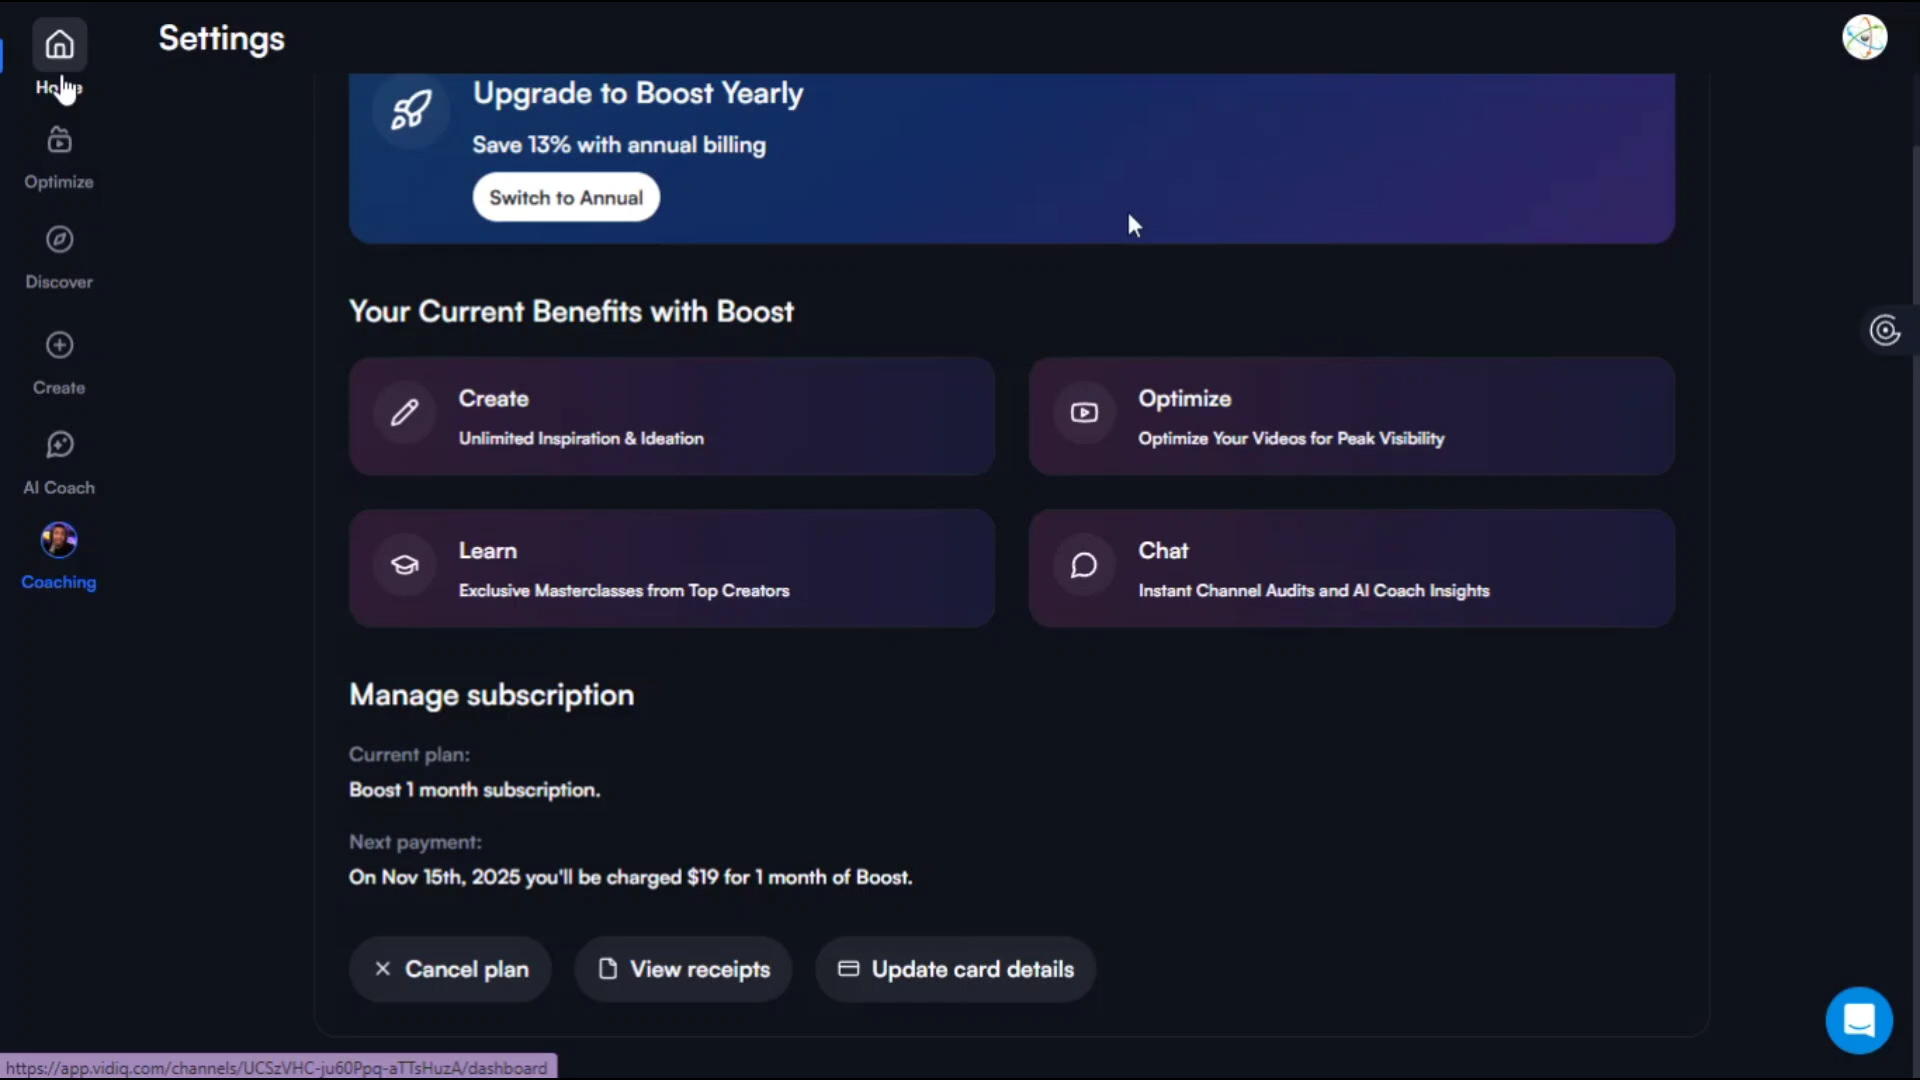 Settings
Home
Optimize
Discover
Create
AI Coach
Coaching
Upgrade to Boost Yearly
Save 13% with annual billing
Switch to Annual
Your Current Benefits with Boost
Create
Unlimited Inspiration & Ideation
Optimize
Optimize Your Videos for Peak Visibility
Learn
Exclusive Masterclasses from Top Creators
Chat
Instant Channel Audits and AI Coach Insights
Manage subscription
Current plan:
Boost 1 month subscription.
Next payment:
On Nov 15th, 2025 you'll be charged $19 for 1 month of Boost.
Cancel plan
View receipts
Update card details
https://app.vidiq.com/channels/UCSzVHC-ju60Ppq-aTTsHuzA/dashboard